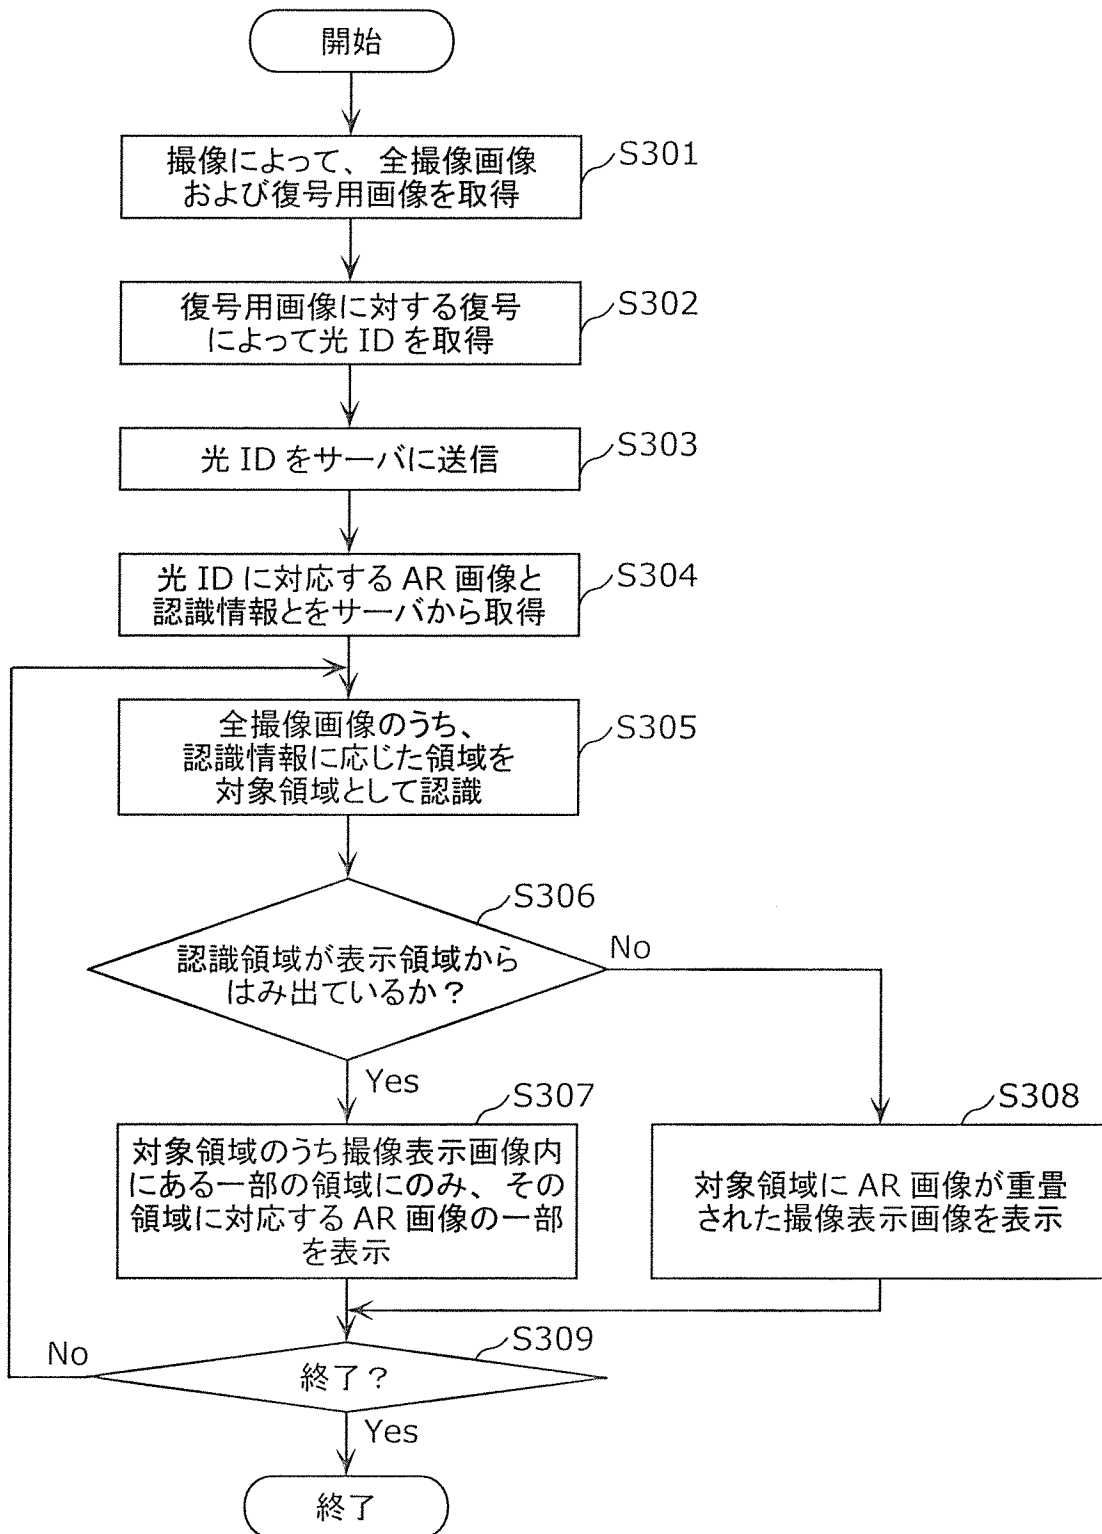 開始
撮像によって、全撮像画像
および復号用画像を取得
S301
復号用画像に対する復号
によって光 ID を取得
S302
光 ID をサーバに送信
S303
光 ID に対応する AR 画像と
認識情報とをサーバから取得
S304
全撮像画像のうち、
認識情報に応じた領域を
対象領域として認識
S305
S306
認識領域が表示領域から
はみ出ているか？
No
Yes
S307
対象領域のうち撮像表示画像内
にある一部の領域にのみ、その
領域に対応する AR 画像の一部
を表示
S308
対象領域に AR 画像が重畳
された撮像表示画像を表示
S309
終了？
No
Yes
終了